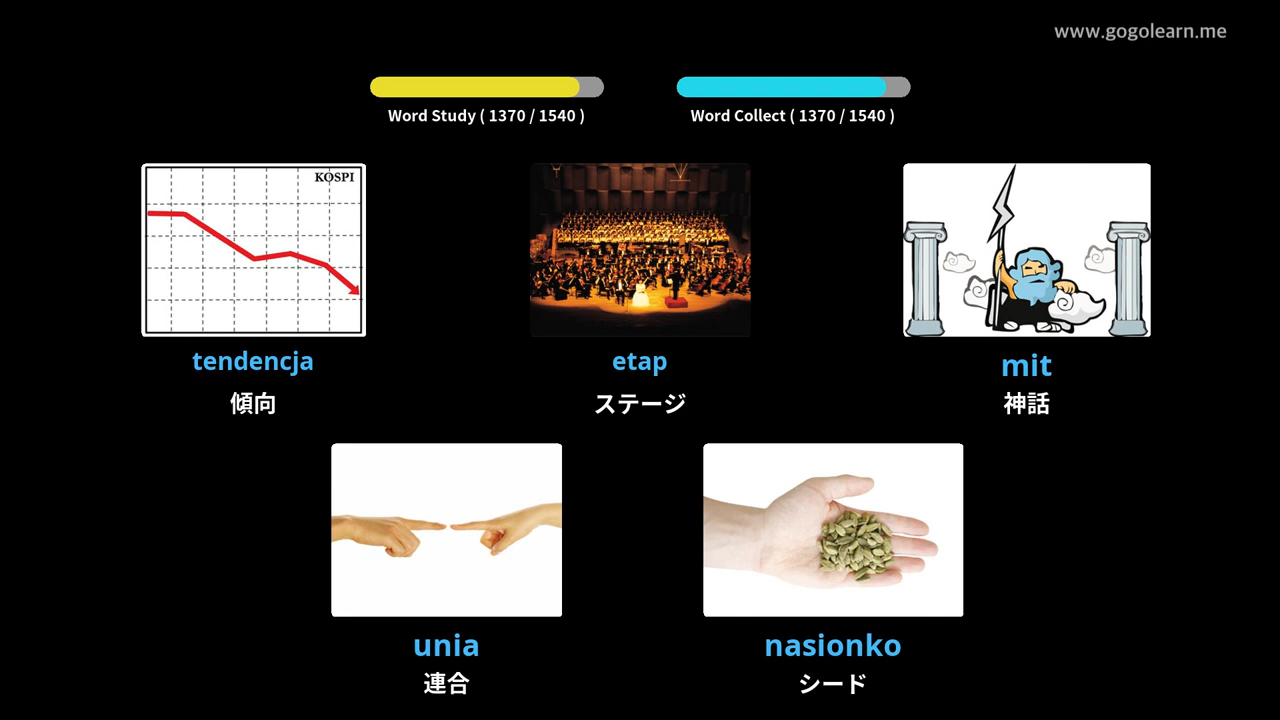 www.gogolearn.me
Word Study ( 1370 / 1540 )
Word Collect ( 1370 / 1540 )
KOSPI
tendencja
傾向
etap
ステージ
mit
神話
unia
連合
nasionko
シード